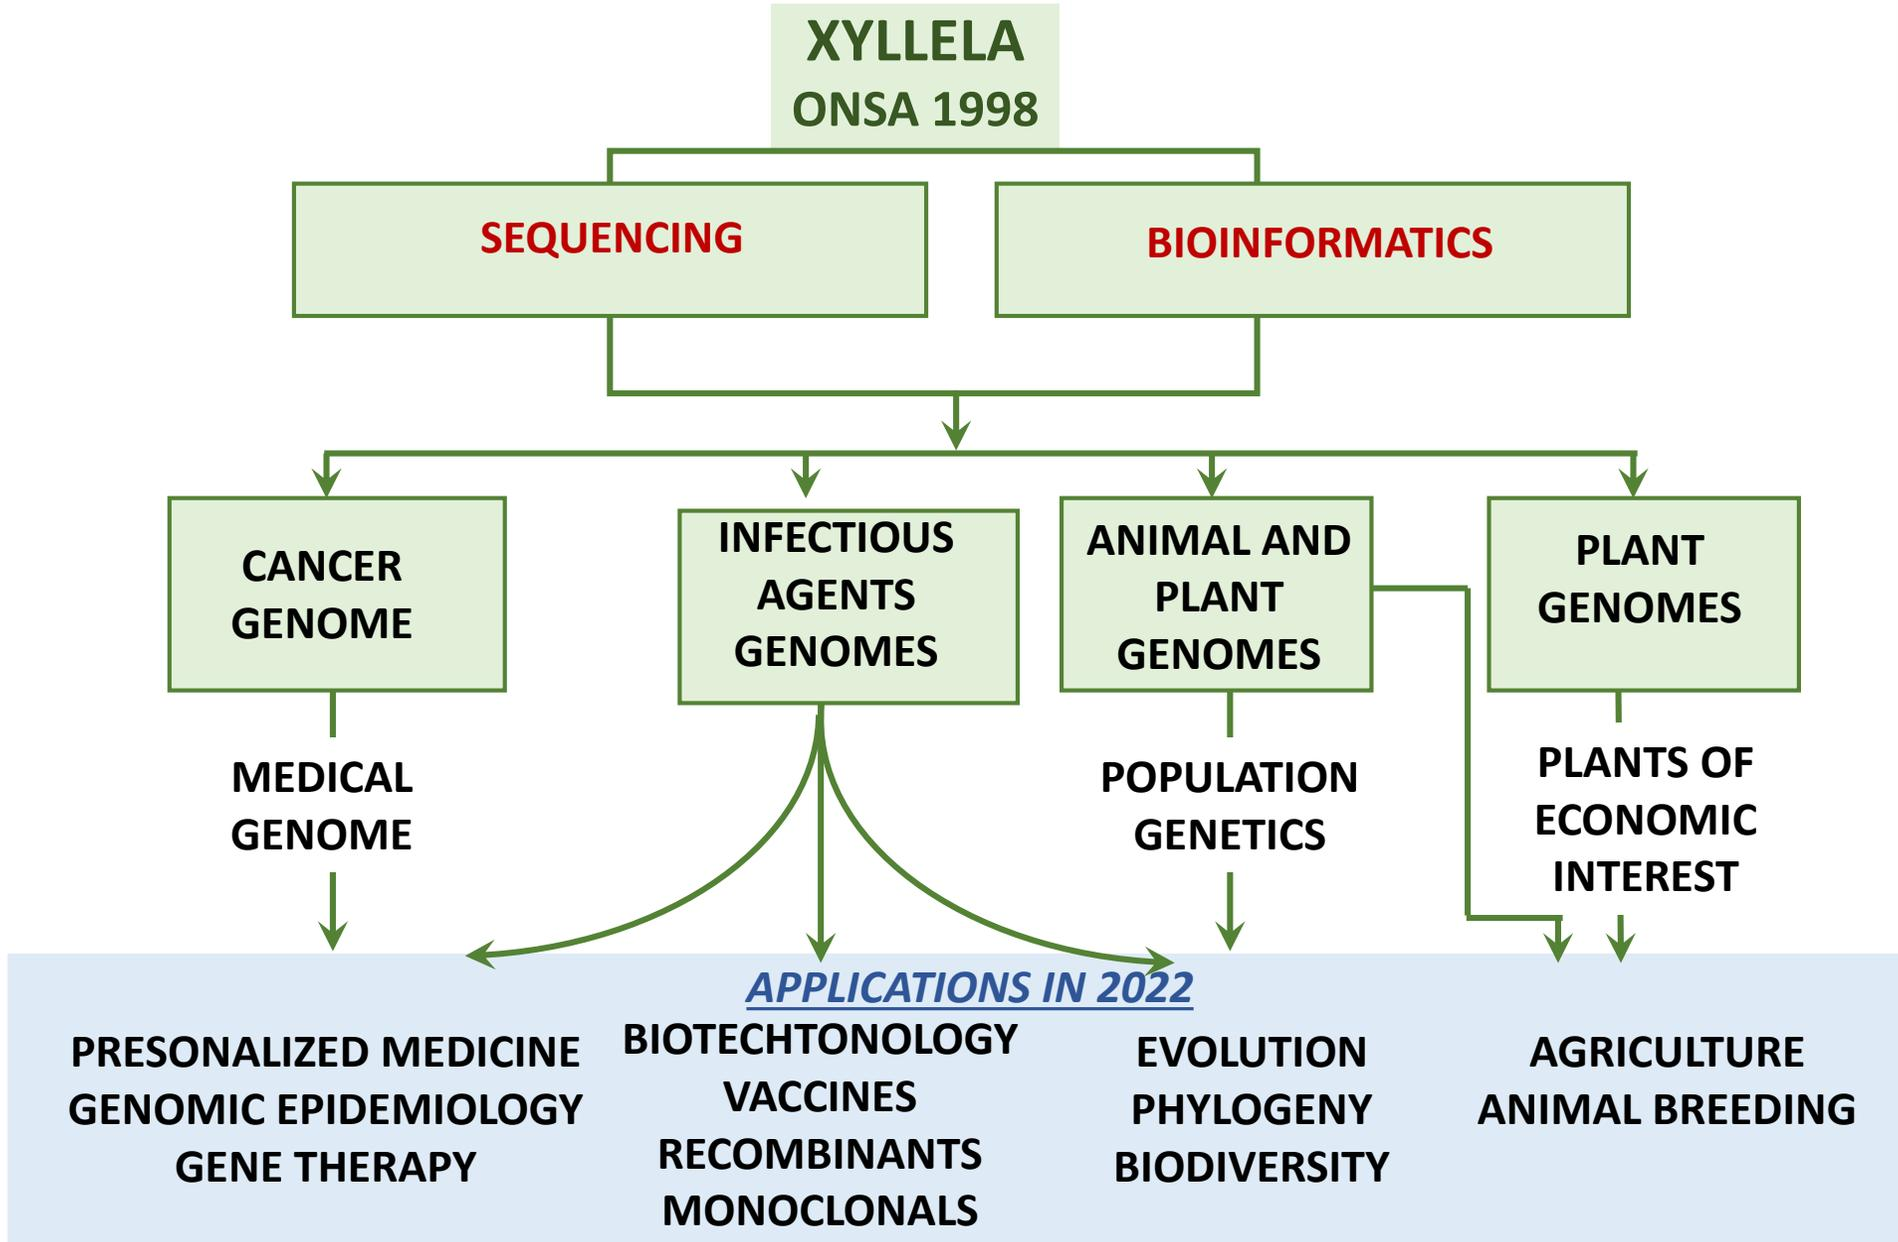 XYLLELA
ONSA 1998
SEQUENCING
BIOINFORMATICS
CANCER
GENOME
INFECTIOUS
AGENTS
GENOMES
ANIMAL AND
PLANT
GENOMES
PLANT
GENOMES
MEDICAL
GENOME
POPULATION
GENETICS
PLANTS OF
ECONOMIC
INTEREST
APPLICATIONS IN 2022
PRESONALIZED MEDICINE
GENOMIC EPIDEMIOLOGY
GENE THERAPY
BIOTECHTONOLOGY
VACCINES
RECOMBINANTS
MONOCLONALS
EVOLUTION
PHYLOGENY
BIODIVERSITY
AGRICULTURE
ANIMAL BREEDING